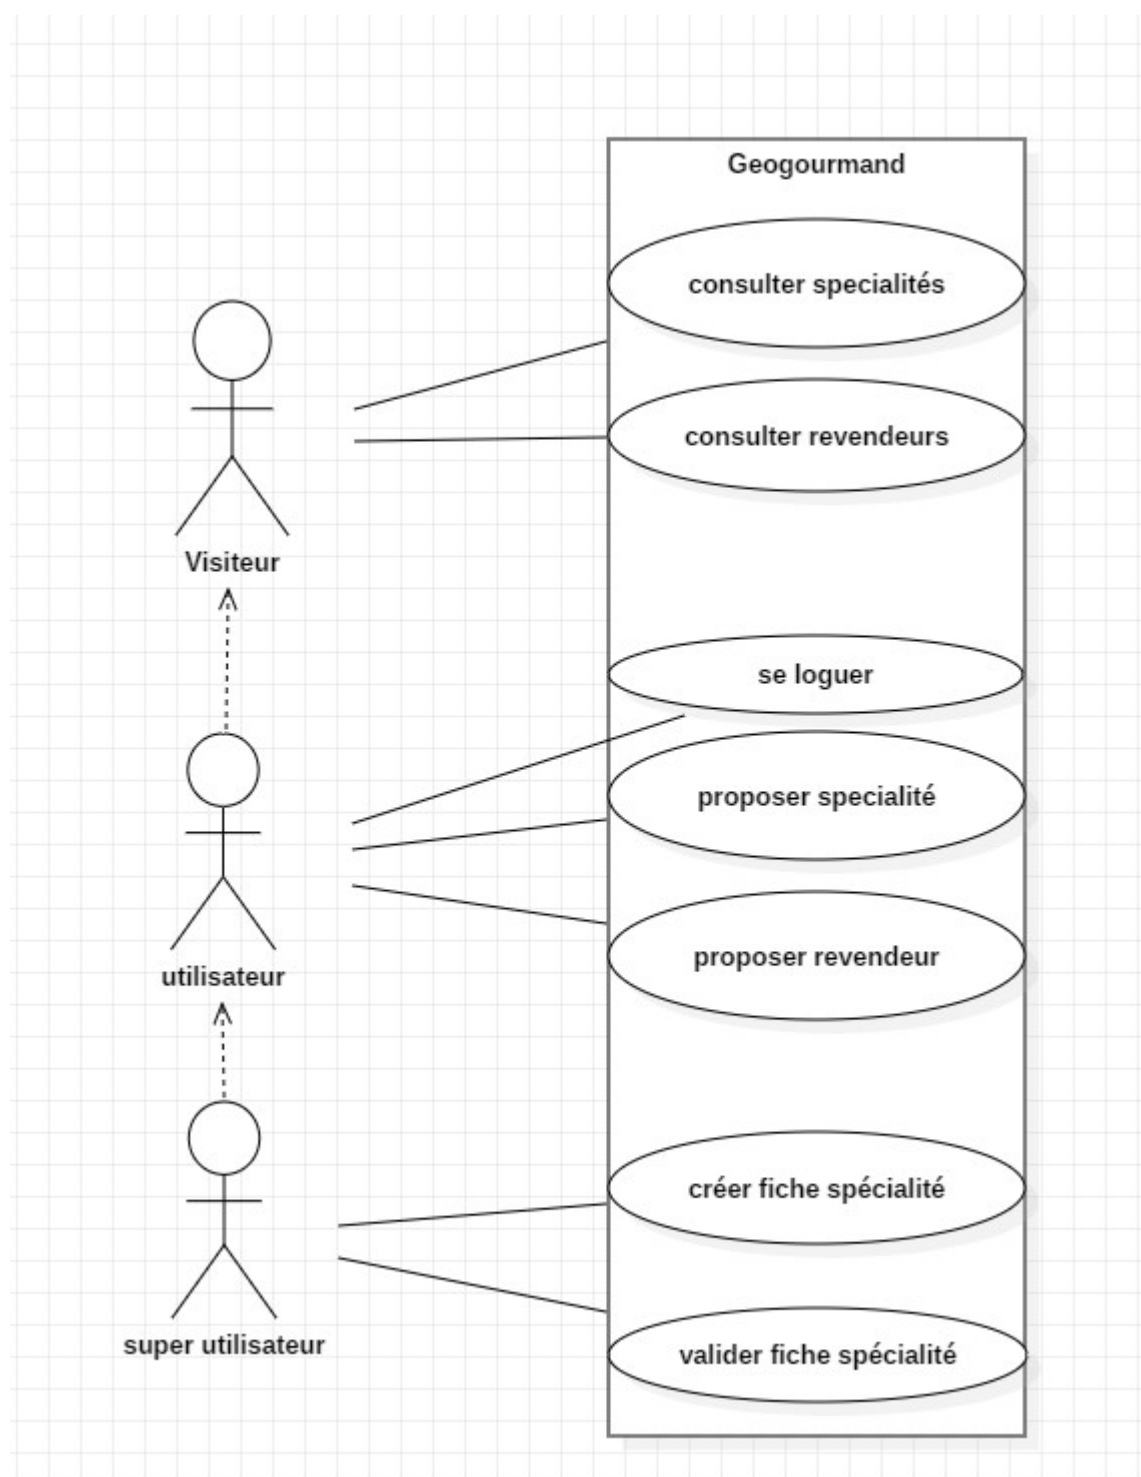 Geogourmand
consulter specialités
consulter revendeurs
Visiteur
se loguer
proposer specialité
proposer revendeur
utilisateur
créer fiche spécialité
super utilisateur
valider fiche spécialité